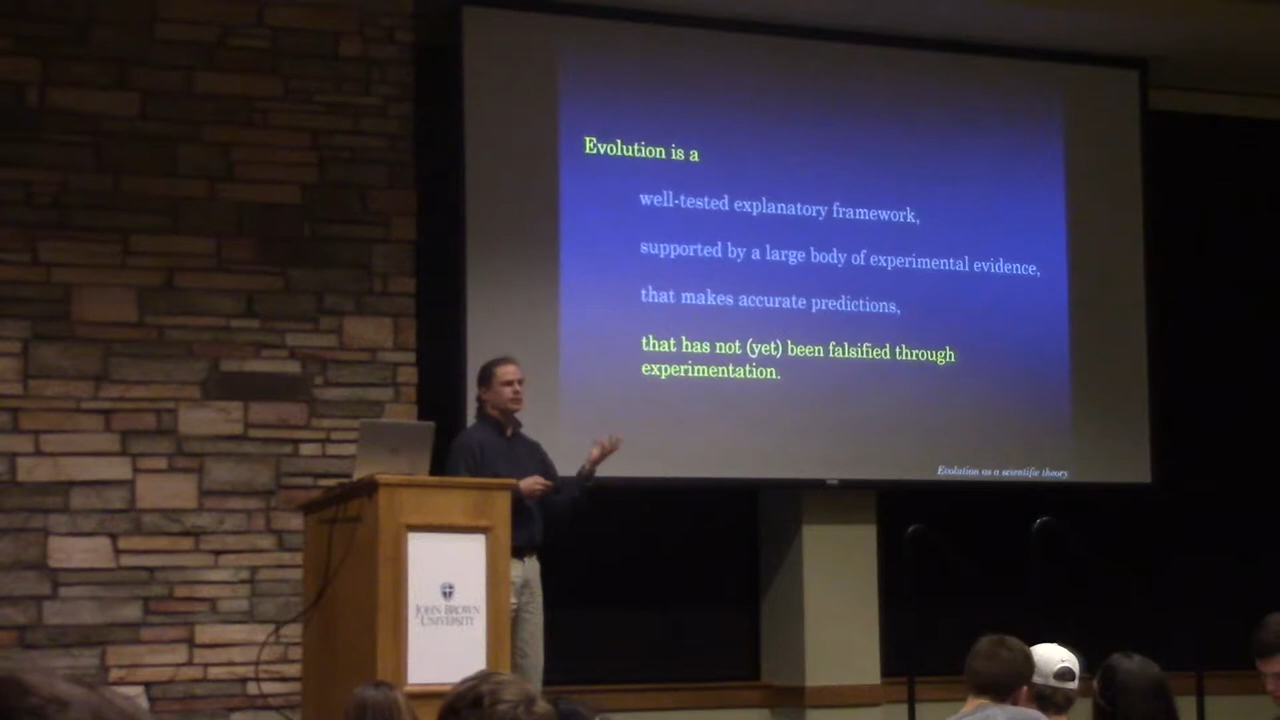 Evolution is a
well-tested explanatory framework,
supported by a large body of experimental evidence,
that makes accurate predictions,
that has not (yet) been falsified through
experimentation.
Evolution as a scientific theory
JOHN BROWN
UNIVERSITY